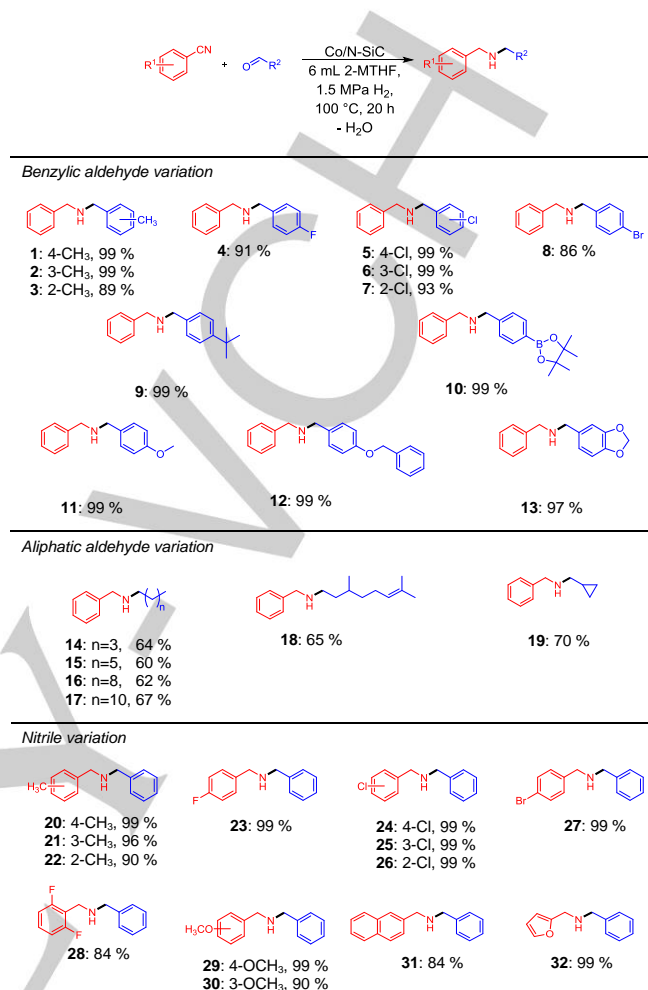 R¹ CN + O R² Co/N-SiC R¹ N H R²
6 mL 2-MTHF,
1.5 MPa H₂,
100 °C, 20 h
- H₂O
Benzylic aldehyde variation
N H CH₃
N H F
N H Cl
N H Br
1: 4-CH₃, 99 %
2: 3-CH₃, 99 %
3: 2-CH₃, 89 %
4: 91 %
5: 4-Cl, 99 %
6: 3-Cl, 99 %
7: 2-Cl, 93 %
8: 86 %
N H
N H B O O
9: 99 %
10: 99 %
N H O
N H O
N H O O
11: 99 %
12: 99 %
13: 97 %
Aliphatic aldehyde variation
N H n
N H
N H
14: n=3, 64 %
15: n=5, 60 %
16: n=8, 62 %
17: n=10, 67 %
18: 65 %
19: 70 %
Nitrile variation
H₃C N H
F N H
Cl N H
Br N H
20: 4-CH₃, 99 %
21: 3-CH₃, 96 %
22: 2-CH₃, 90 %
23: 99 %
24: 4-Cl, 99 %
25: 3-Cl, 99 %
26: 2-Cl, 99 %
27: 99 %
F F N H
H₃CO N H
N H
O N H
28: 84 %
29: 4-OCH₃, 99 %
30: 3-OCH₃, 90 %
31: 84 %
32: 99 %